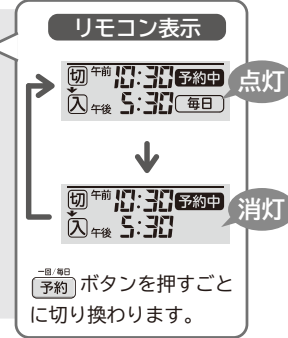 リモコン表示
切 午前 10:30 予約中
入 午後 5:30 毎日
点灯
切 午前 10:30 予約中
入 午後 5:30
消灯
一回/毎日
予約 ボタンを押すごと
に切り換わります。